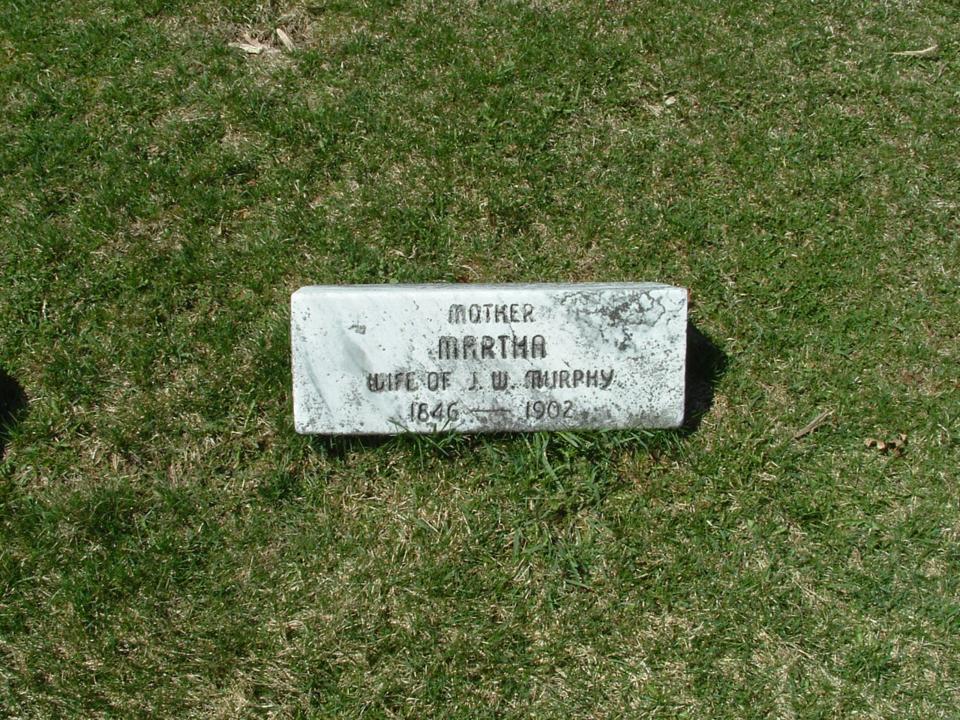 MOTHER
MARTHA
WIFE OF J. W. MURPHY
1846 — 1902